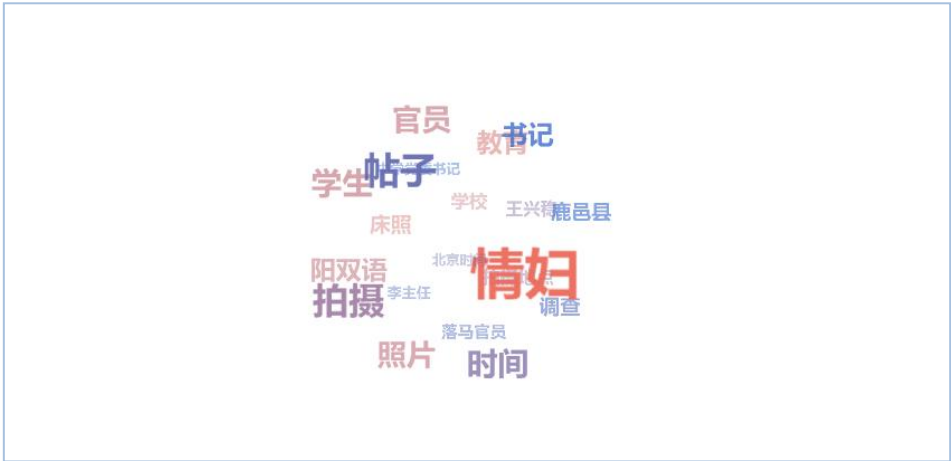 官员
书记
教育
帖子
学生
学校
王兴
鹿邑县
床照
北京时
情妇
阳双语
李主任
拍摄
调查
落马官员
照片
时间